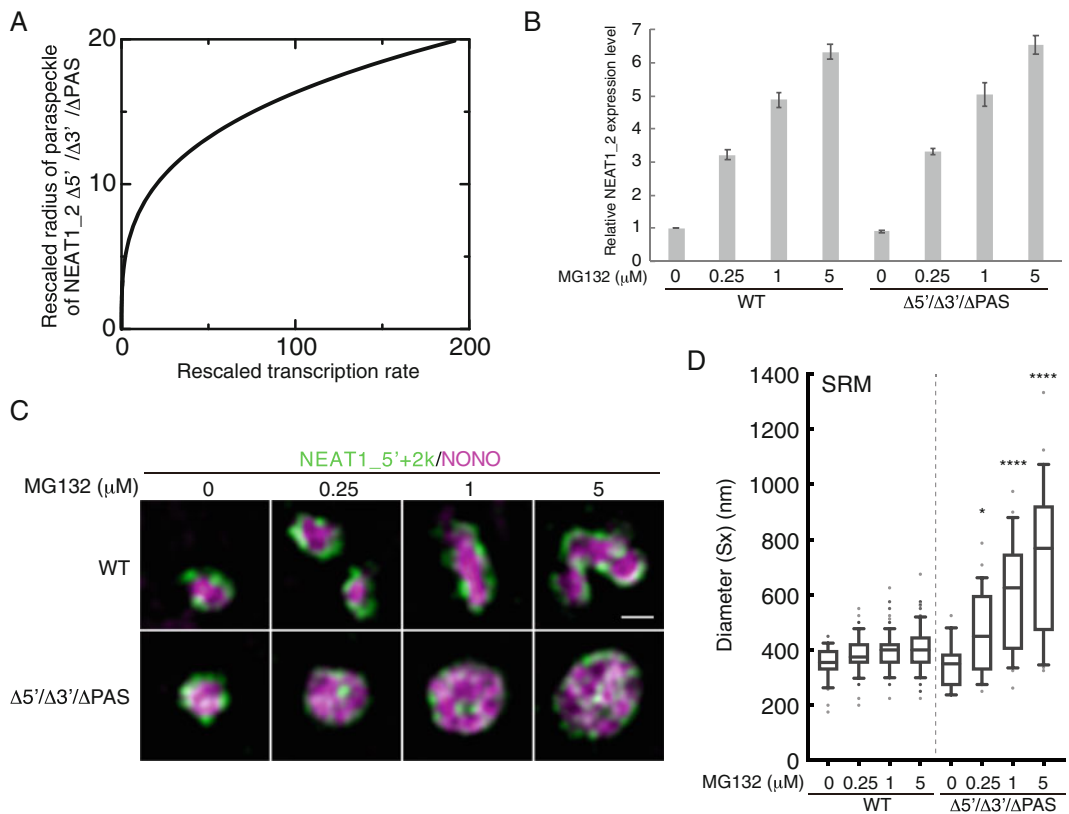 A
Rescaled radius of paraspeckle
of NEAT1_2 Δ5' /Δ3' /ΔPAS
20
10
0
0 100 200
Rescaled transcription rate
B
Relative NEAT1_2 expression level
7
6
5
4
3
2
1
0
MG132 (μM) 0 0.25 1 5 0 0.25 1 5
WT Δ5'/Δ3'/ΔPAS
C
NEAT1_5'+2k/NONO
MG132 (μM) 0 0.25 1 5
WT
Δ5'/Δ3'/ΔPAS
D
Diameter (Sx) (nm)
1400
1200
1000
800
600
400
200
0
SRM
*
****
****
MG132 (μM) 0 0.25 1 5 0 0.25 1 5
WT Δ5'/Δ3'/ΔPAS